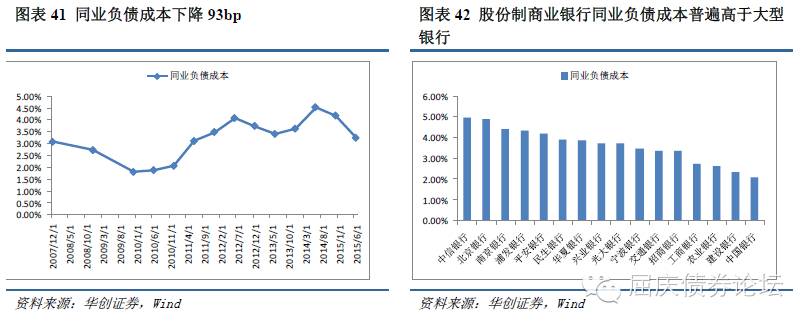 图表 41 同业负债成本下降 93bp
同业负债成本
5.00%
4.50%
4.00%
3.50%
3.00%
2.50%
2.00%
1.50%
1.00%
0.50%
0.00%
2007/12/1
2008/5/1
2008/10/1
2009/8/1
2010/1/1
2010/6/1
2010/11/1
2011/4/1
2011/9/1
2012/2/1
2012/7/1
2012/12/1
2013/5/1
2013/10/1
2014/3/1
2014/8/1
2015/1/1
2015/6/1
资料来源：华创证券，Wind
图表 42 股份制商业银行同业负债成本普遍高于大型
银行
同业负债成本
6.00%
5.00%
4.00%
3.00%
2.00%
1.00%
0.00%
中信银行
北京银行
南京银行
浦发银行
平安银行
民生银行
华夏银行
兴业银行
光大银行
宁波银行
交通银行
招商银行
工商银行
农业银行
建设银行
中国银行
资料来源：华创证券，Wind
屈庆债券论坛